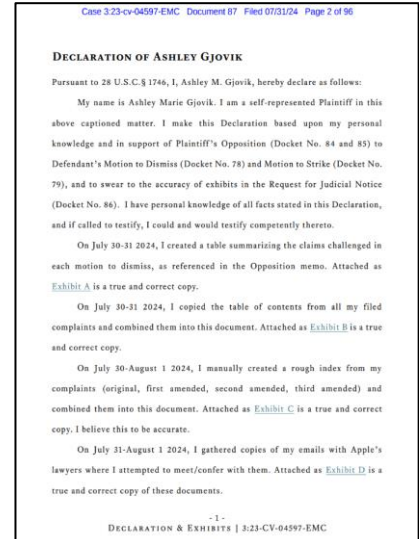 Case 3:23-cv-04597-EMC Document 87 Filed 07/31/24 Page 2 of 96
DECLARATION OF ASHLEY GJOVIK
Pursuant to 28 U.S.C.§ 1746, I, Ashley M. Gjovik, hereby declare as follows:
My name is Ashley Marie Gjovik. I am a self-represented Plaintiff in this
above captioned matter. I make this Declaration based upon my personal
knowledge and in support of Plaintiff's Opposition (Docket No. 84 and 85) to
Defendant's Motion to Dismiss (Docket No. 78) and Motion to Strike (Docket No.
79), and to swear to the accuracy of exhibits in the Request for Judicial Notice
(Docket No. 86). I have personal knowledge of all facts stated in this Declaration,
and if called to testify, I could and would testify competently thereto.
On July 30-31 2024, I created a table summarizing the claims challenged in
each motion to dismiss, as referenced in the Opposition memo. Attached as
Exhibit A is a true and correct copy.
On July 30-31 2024, I copied the table of contents from all my filed
complaints and combined them into this document. Attached as Exhibit B is a true
and correct copy.
On July 30-August 1 2024, I manually created a rough index from my
complaints (original, first amended, second amended, third amended) and
combined them into this document. Attached as Exhibit C is a true and correct
copy. I believe this to be accurate.
On July 31-August 1 2024, I gathered copies of my emails with Apple's
lawyers where I attempted to meet/confer with them. Attached as Exhibit D is a
true and correct copy of these documents.
- 1 -
DECLARATION & EXHIBITS | 3:23-CV-04597-EMC